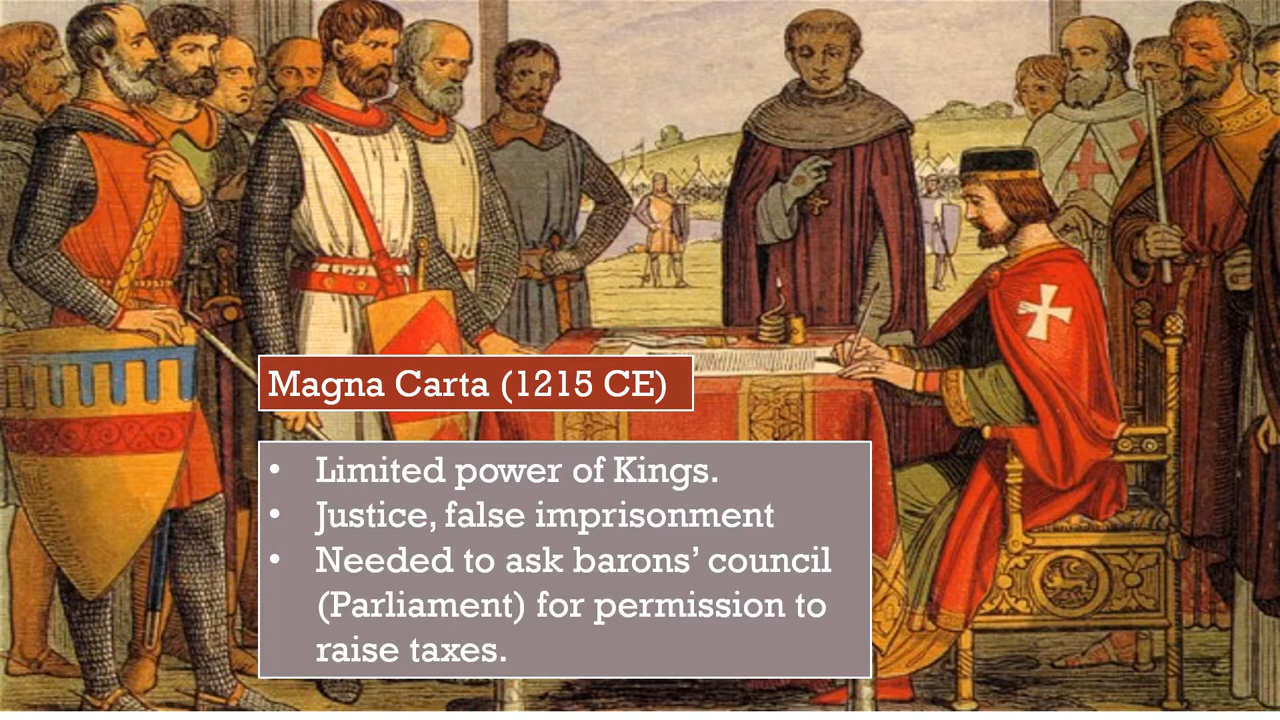 Magna Carta (1215 CE)
• Limited power of Kings.
• Justice, false imprisonment
• Needed to ask barons’ council
(Parliament) for permission to
raise taxes.